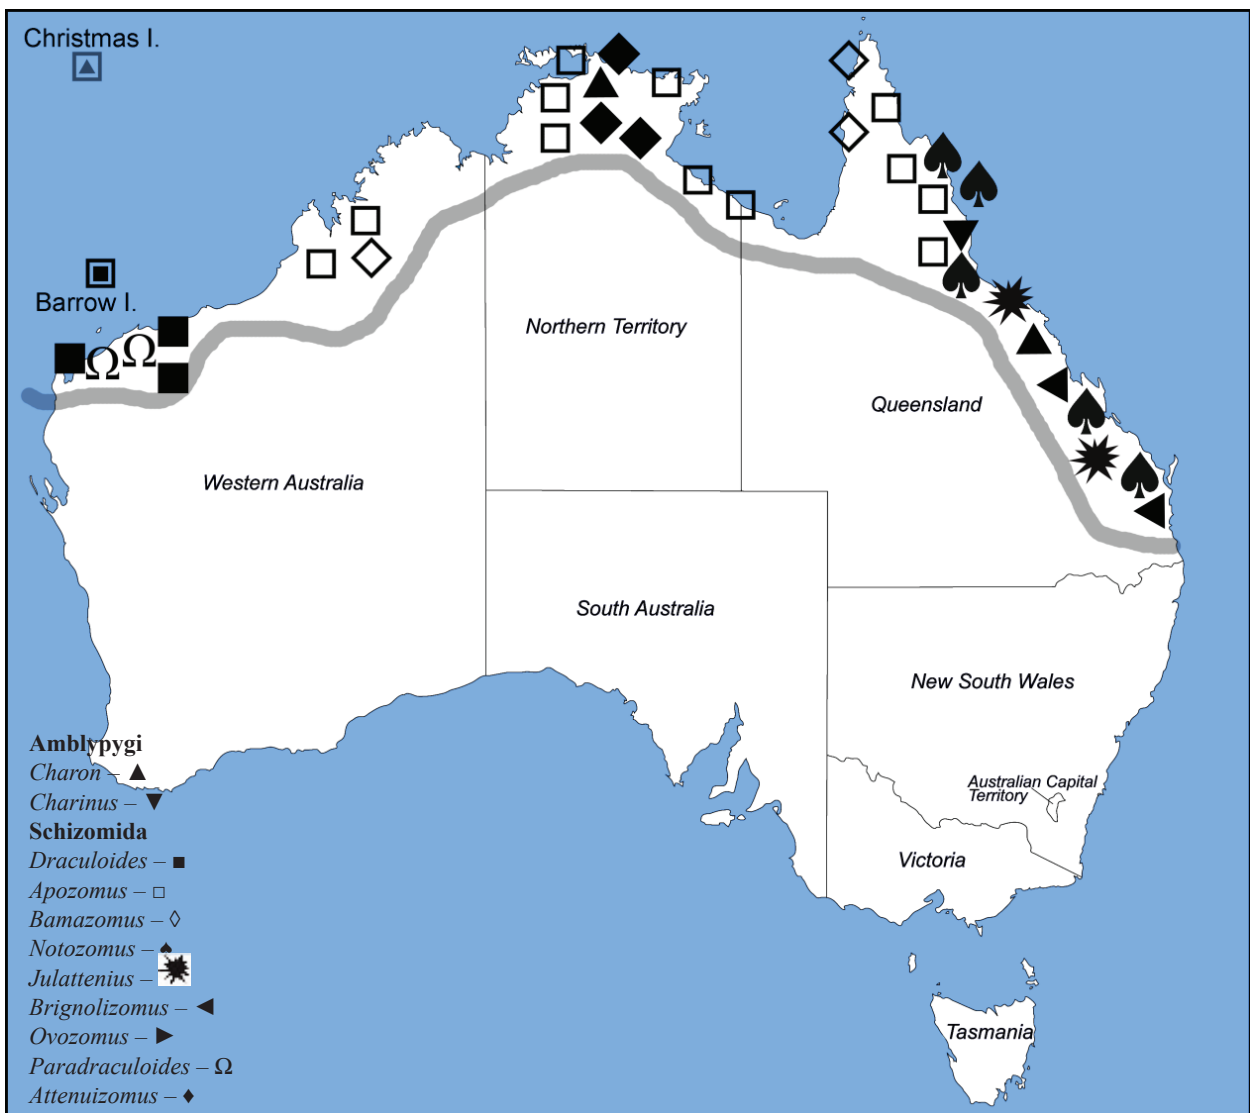 Christmas I.
Barrow I.
Northern Territory
Queensland
Western Australia
South Australia
New South Wales
Australian Capital
Territory
Victoria
Tasmania
Amblypygi
Charon – ▲
Charinus – ▼
Schizomida
Draculoides – ■
Apozomus – □
Bamazomus – ◊
Notozomus – ♠
Julattenius –
Brignolizomus – ◄
Ovozomus – ►
Paradraculoides – Ω
Attenuizomus – ♦